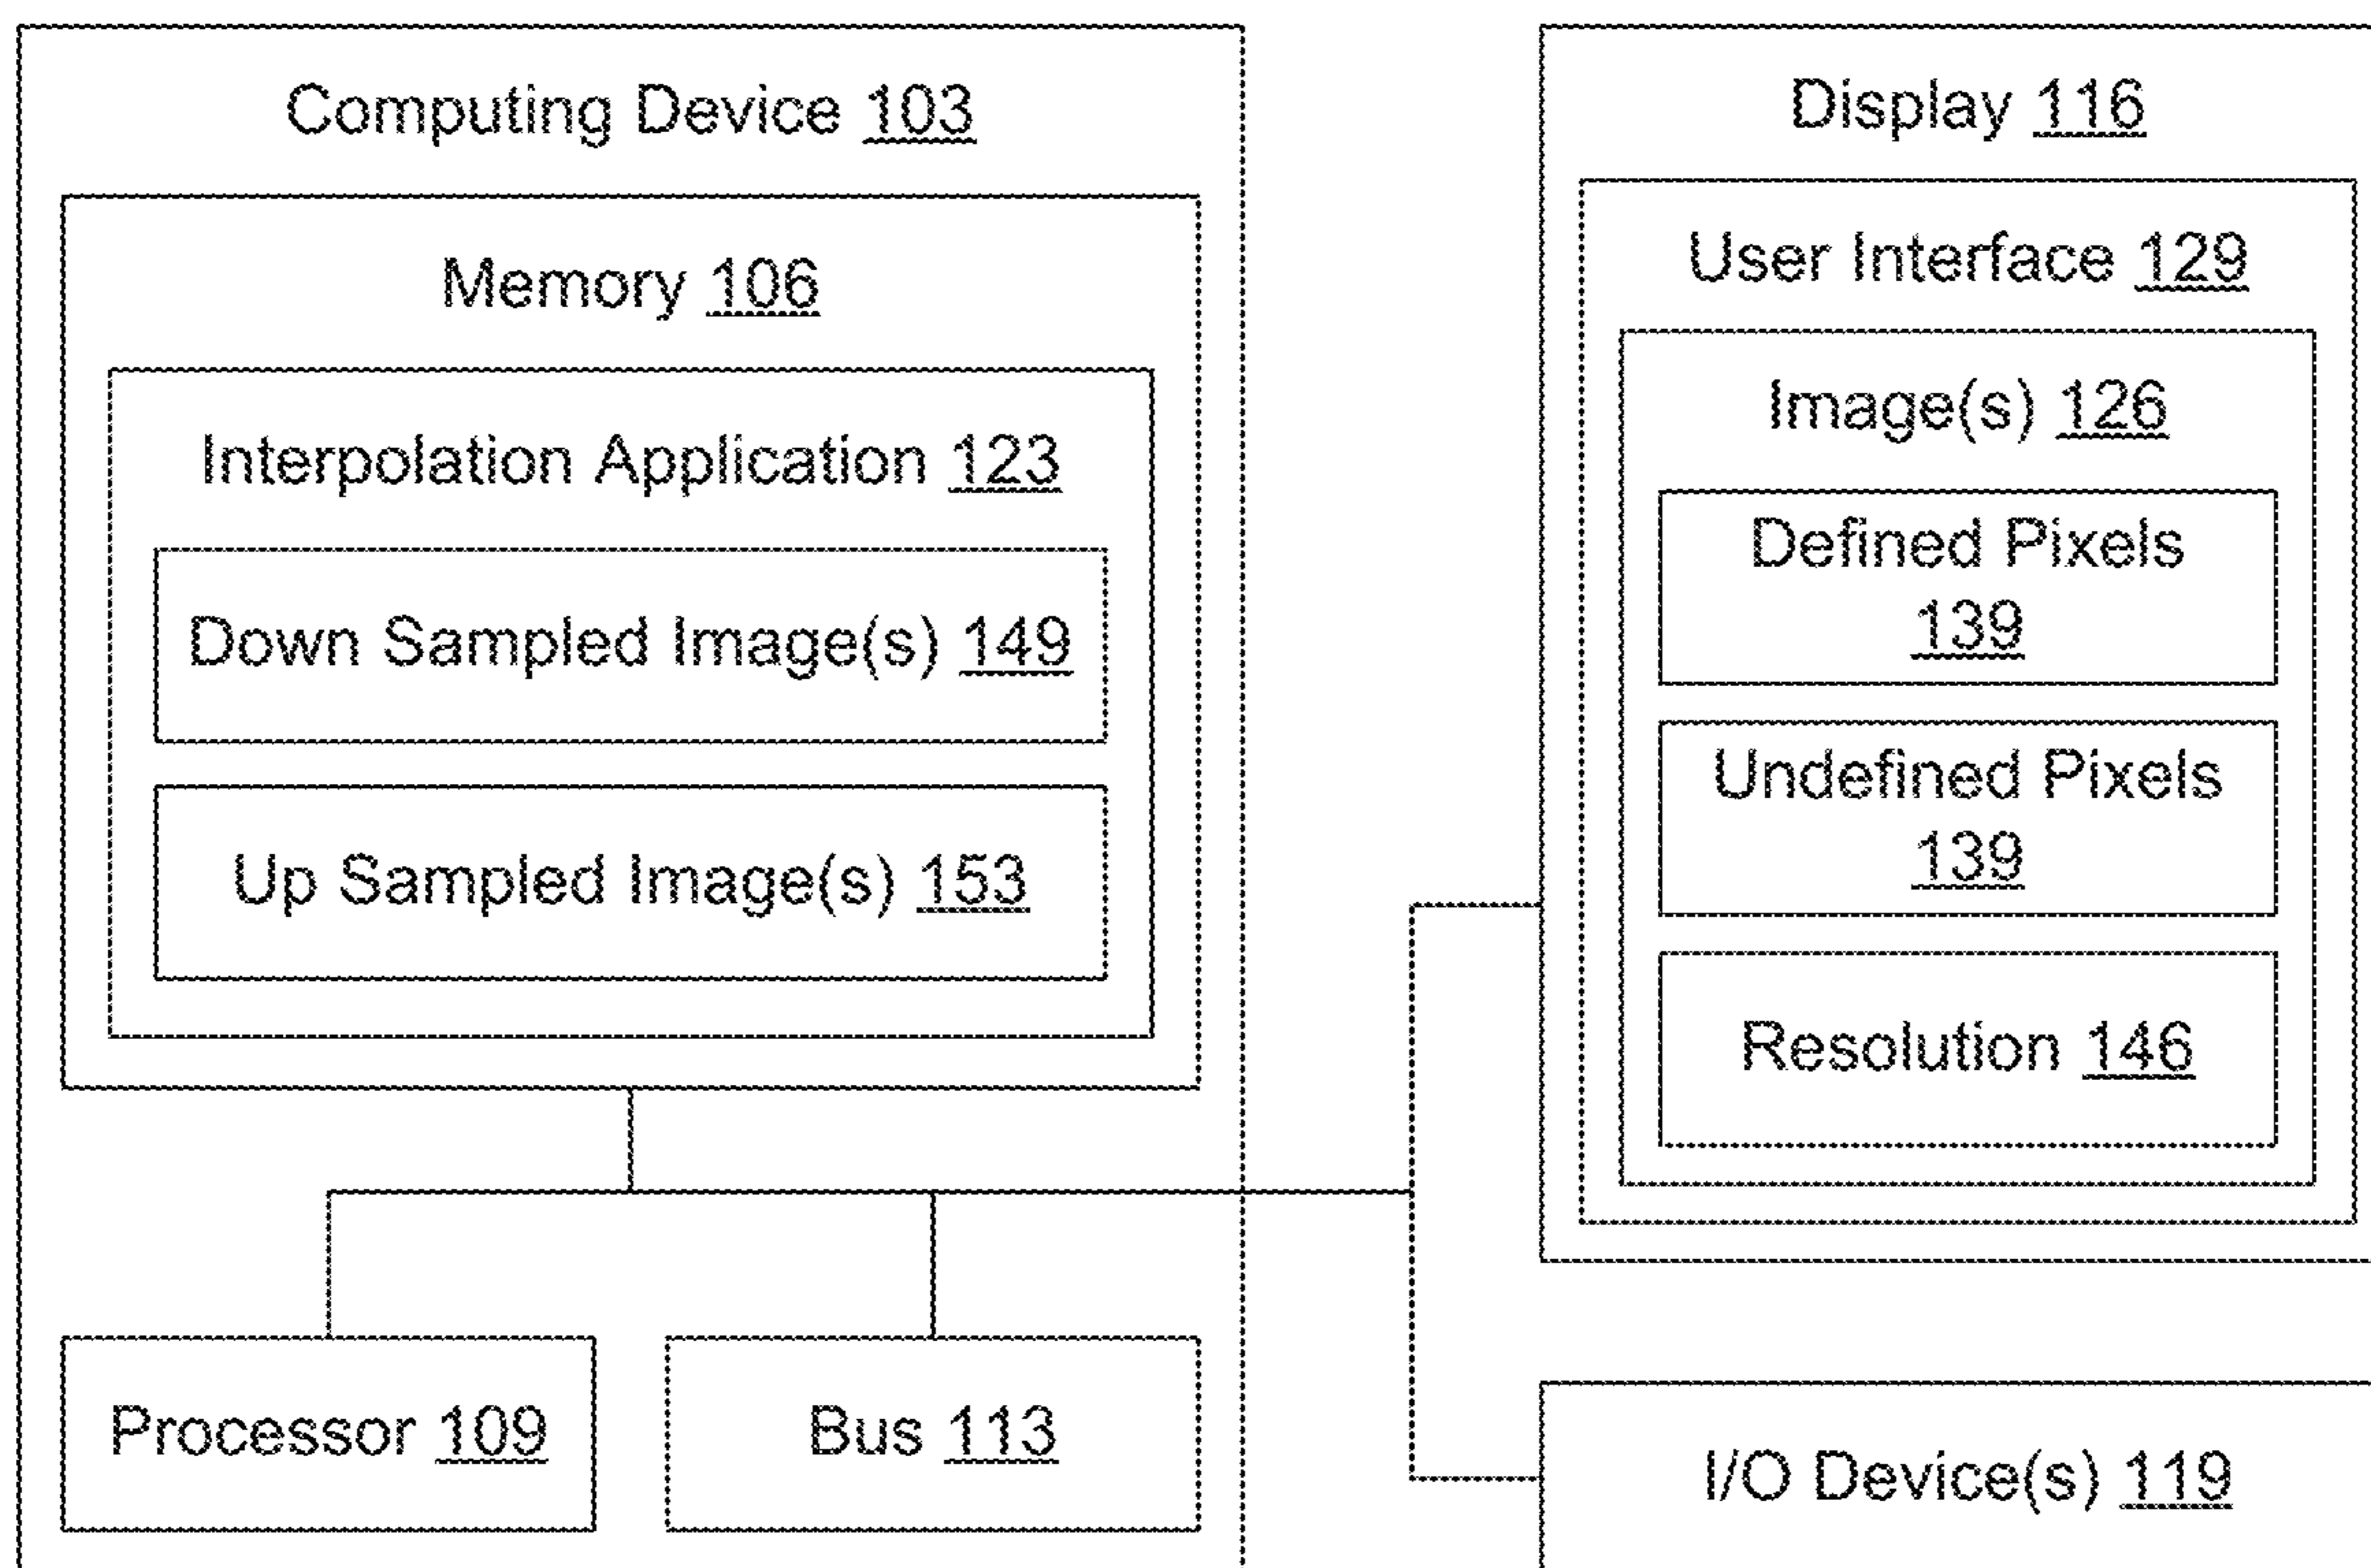 Computing Device 103
Memory 106
Interpolation Application 123
Down Sampled Image(s) 149
Up Sampled Image(s) 153
Processor 109
Bus 113
Display 116
User Interface 129
Image(s) 126
Defined Pixels
139
Undefined Pixels
139
Resolution 146
I/O Device(s) 119